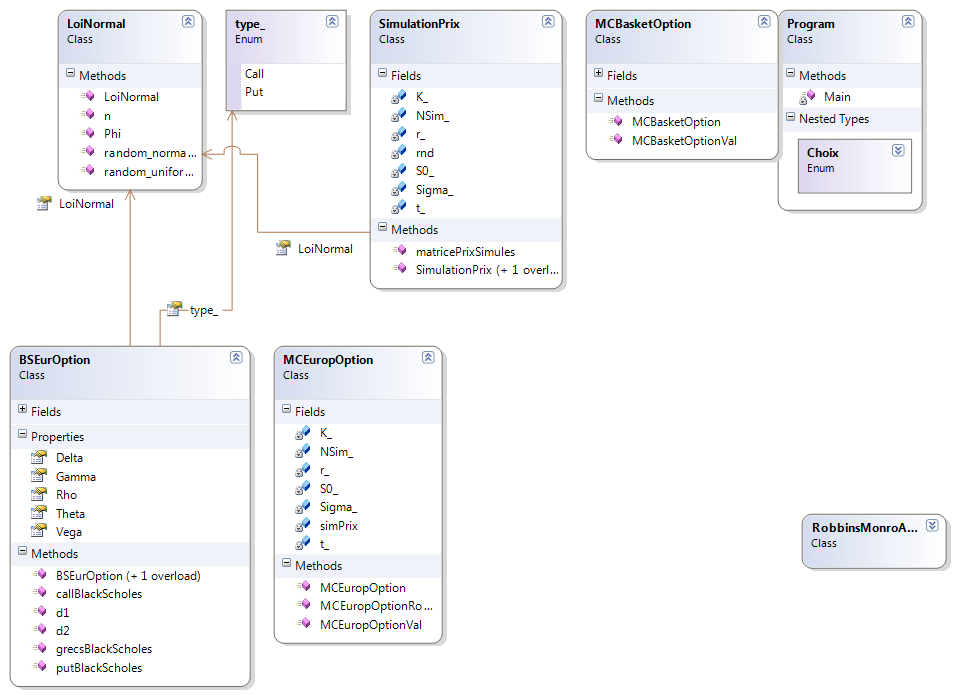 LoiNormal
Class
Methods
LoiNormal
n
Phi
random_norma...
random_unifor...
type_
Enum
Call
Put
SimulationPrix
Class
Fields
K_
NSim_
r_
rnd
S0_
Sigma_
t_
Methods
matricePrixSimules
SimulationPrix (+ 1 overl...
MCBasketOption
Class
Fields
Methods
MCBasketOption
MCBasketOptionVal
Program
Class
Methods
Main
Nested Types
Choix
Enum
LoiNormal
LoiNormal
type_
BSEurOption
Class
Fields
Properties
Delta
Gamma
Rho
Theta
Vega
Methods
BSEurOption (+ 1 overload)
callBlackScholes
d1
d2
grecsBlackScholes
putBlackScholes
MCEuropOption
Class
Fields
K_
NSim_
r_
S0_
Sigma_
simPrix
t_
Methods
MCEuropOption
MCEuropOptionRo...
MCEuropOptionVal
RobbinsMonroA...
Class